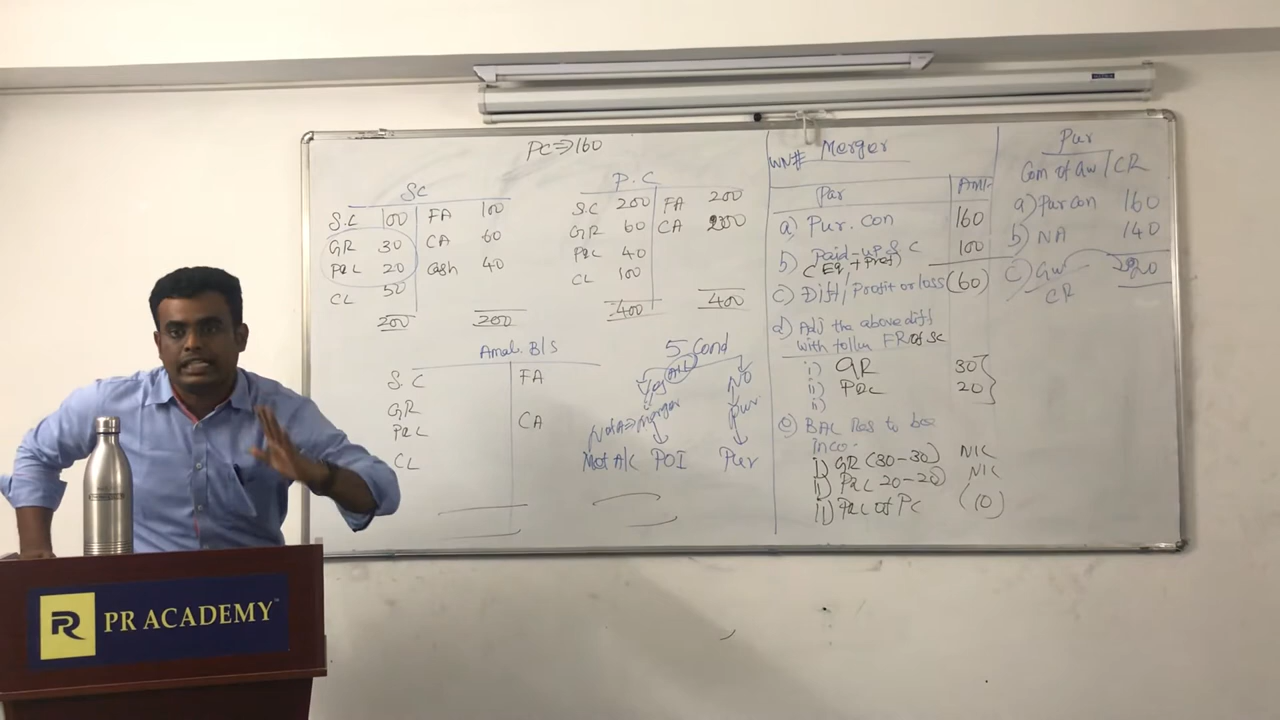 PC ⇒ 160
SC
S.C 100 FA 100
GR 30 CA 60
P&L 20 Cash 40
CL 50
200 200
P.C
S.C 200 FA 200
GR 60 CA 200
P&L 40
CL 100
400 400
Amal. B/S
S.C FA
GR
P&L CA
CL
5 Cond
Yes All No
Merger Pur
Met A/C POI Pur
WN# Merger
Par Amt.
a) Pur. Con 160
b) Paid-up S.C 100
(Eq. + Pref)
c) Diff/Profit or loss (60)
d) Adj the above diff
with follw FR of SC
i) GR 30
ii) P&L 20
ii)
e) BAL has to be
inco.
i) GR (30-30) NIL
ii) P&L 20-20) NIL
ii) P&L of PC (10)
Pur
Com of Gw/CR
a) Pur con 160
b) NA 140
c) Gw 20
CR
R PR ACADEMY